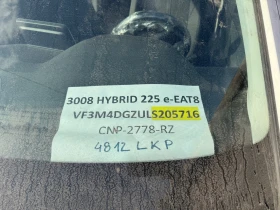 3008 HYBRID 225 e-EAT8
VF3M4DGZULS205716
CNP-2778-RZ
4812 LKP